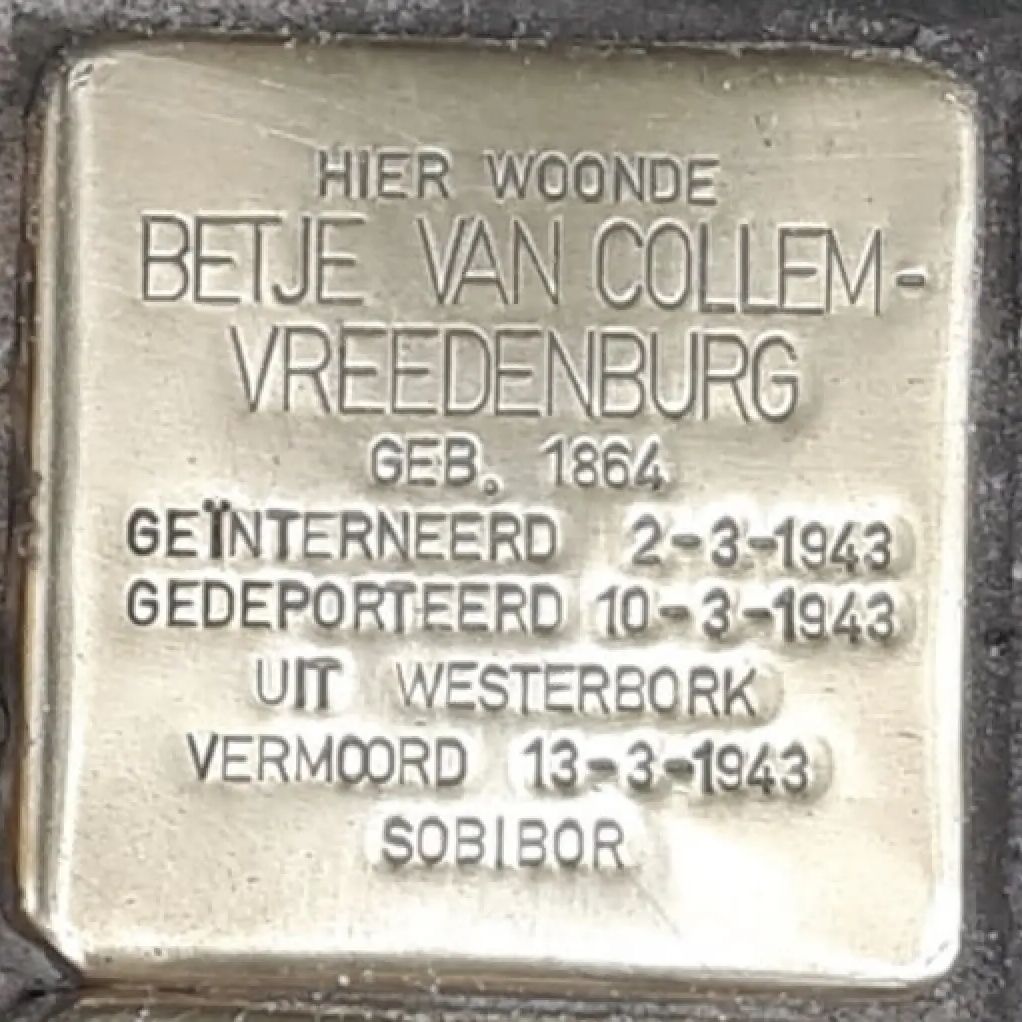 HIER WOONDE
BETJE VAN COLLEM-
VREEDENBURG
GEB. 1864
GEÏNTERNEERD 2-3-1943
GEDEPORTEERD 10-3-1943
UIT WESTERBORK
VERMOORD 13-3-1943
SOBIBOR